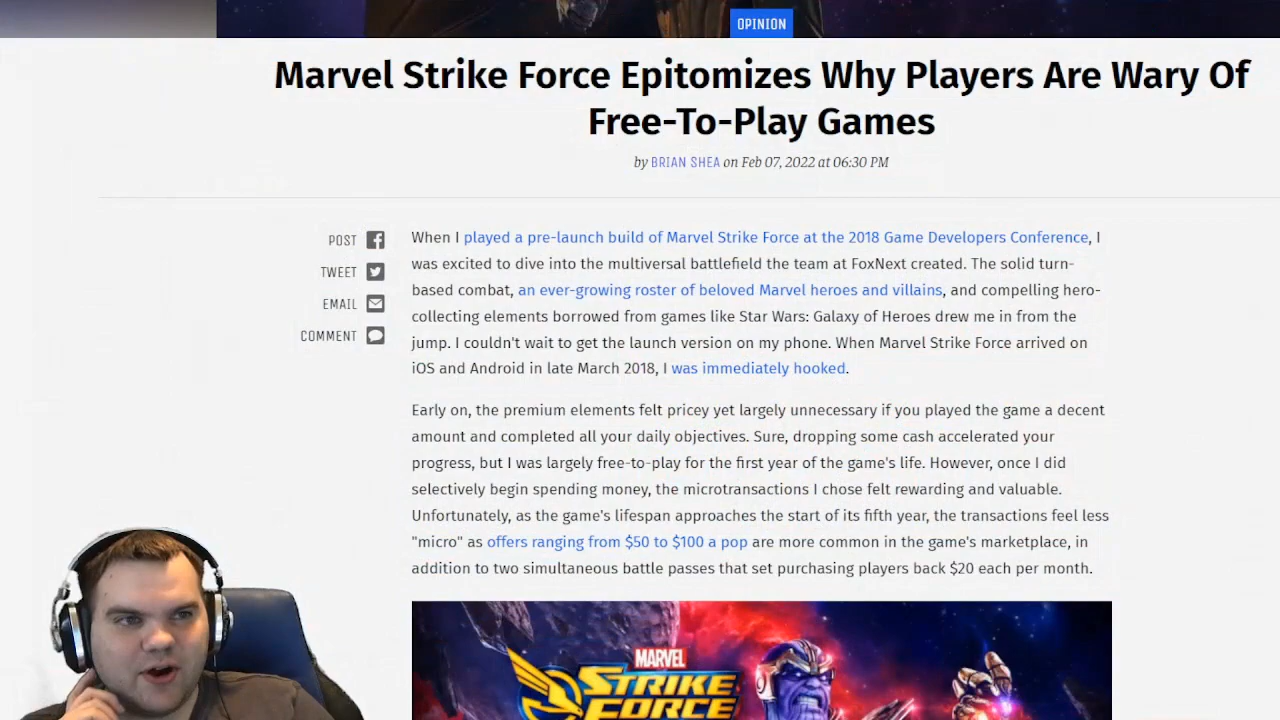 OPINION
Marvel Strike Force Epitomizes Why Players Are Wary Of
Free-To-Play Games
by BRIAN SHEA on Feb 07, 2022 at 06:30 PM
POST
TWEET
EMAIL
COMMENT
When I played a pre-launch build of Marvel Strike Force at the 2018 Game Developers Conference, I
was excited to dive into the multiversal battlefield the team at FoxNext created. The solid turn-
based combat, an ever-growing roster of beloved Marvel heroes and villains, and compelling hero-
collecting elements borrowed from games like Star Wars: Galaxy of Heroes drew me in from the
jump. I couldn't wait to get the launch version on my phone. When Marvel Strike Force arrived on
iOS and Android in late March 2018, I was immediately hooked.
Early on, the premium elements felt pricey yet largely unnecessary if you played the game a decent
amount and completed all your daily objectives. Sure, dropping some cash accelerated your
progress, but I was largely free-to-play for the first year of the game's life. However, once I did
selectively begin spending money, the microtransactions I chose felt rewarding and valuable.
Unfortunately, as the game's lifespan approaches the start of its fifth year, the transactions feel less
"micro" as offers ranging from $50 to $100 a pop are more common in the game's marketplace, in
addition to two simultaneous battle passes that set purchasing players back $20 each per month.
MARVEL
STRIKE
FORCE